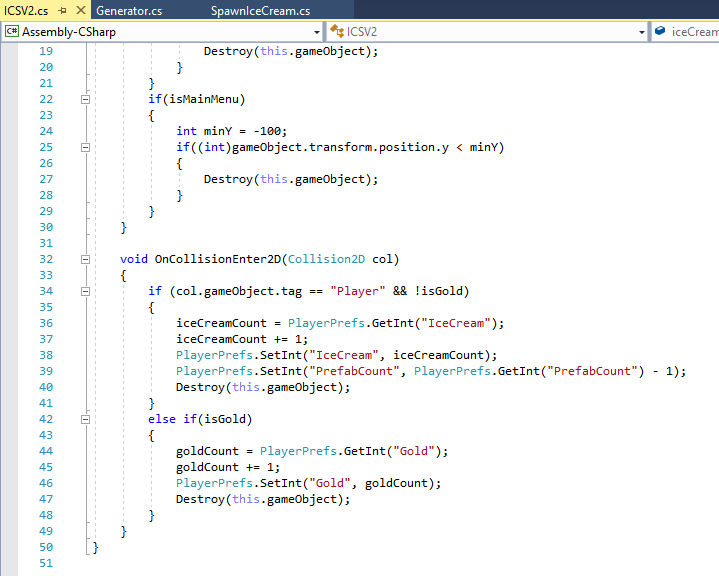 ICSV2.cs Generator.cs SpawnIceCream.cs
C# Assembly-CSharp ICSV2 iceCream
19 Destroy(this.gameObject);
20 }
21 }
22 if(isMainMenu)
23 {
24 int minY = -100;
25 if((int)gameObject.transform.position.y < minY)
26 {
27 Destroy(this.gameObject);
28 }
29 }
30 }
31
32 void OnCollisionEnter2D(Collision2D col)
33 {
34 if (col.gameObject.tag == "Player" && !isGold)
35 {
36 iceCreamCount = PlayerPrefs.GetInt("IceCream");
37 iceCreamCount += 1;
38 PlayerPrefs.SetInt("IceCream", iceCreamCount);
39 PlayerPrefs.SetInt("PrefabCount", PlayerPrefs.GetInt("PrefabCount") - 1);
40 Destroy(this.gameObject);
41 }
42 else if(isGold)
43 {
44 goldCount = PlayerPrefs.GetInt("Gold");
45 goldCount += 1;
46 PlayerPrefs.SetInt("Gold", goldCount);
47 Destroy(this.gameObject);
48 }
49 }
50 }
51